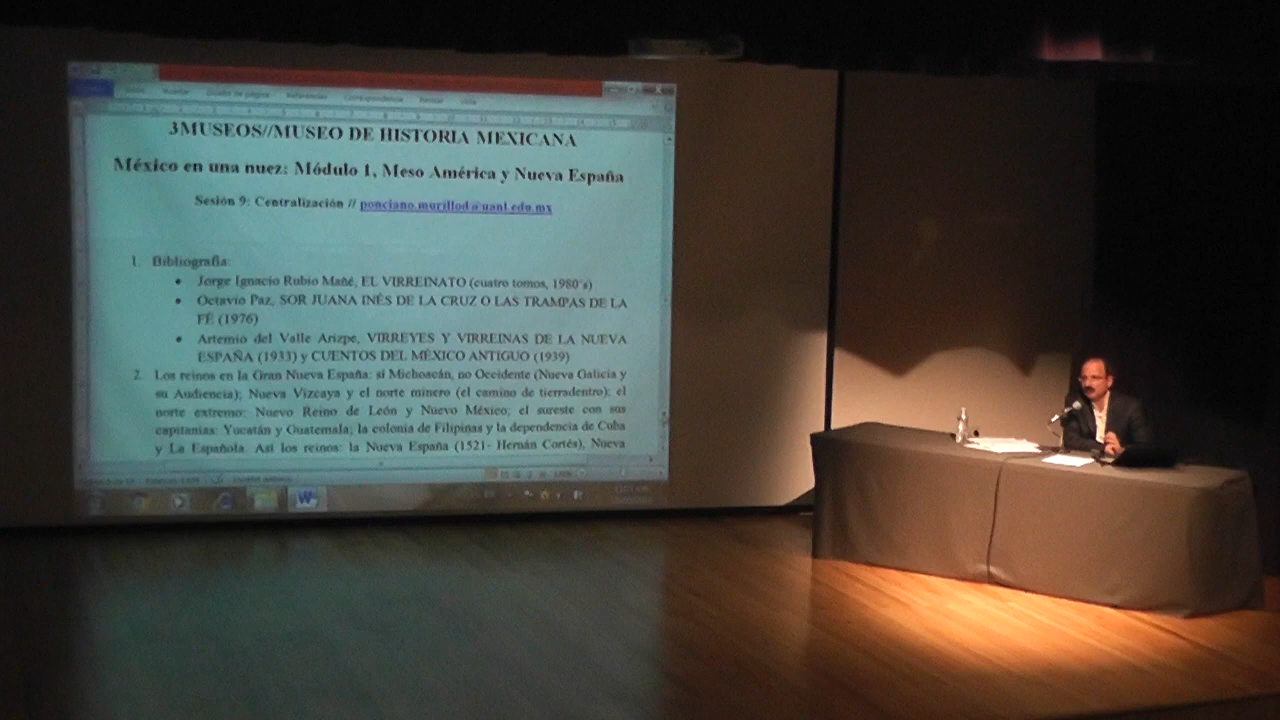 3MUSEOS//MUSEO DE HISTORIA MEXICANA
México en una nuez: Módulo 1, Meso América y Nueva España
Sesión 9: Centralización // ponciano.murillod@uanl.edu.mx
1. Bibliografía:
• Jorge Ignacio Rubio Mañé, EL VIRREINATO (cuatro tomos, 1980's)
• Octavio Paz, SOR JUANA INÉS DE LA CRUZ O LAS TRAMPAS DE LA
FÉ (1976)
• Artemio del Valle Arizpe, VIRREYES Y VIRREINAS DE LA NUEVA
ESPAÑA (1933) y CUENTOS DEL MÉXICO ANTIGUO (1939)
2. Los reinos en la Gran Nueva España: sí Michoacán, no Occidente (Nueva Galicia y
su Audiencia); Nueva Vizcaya y el norte minero (el camino de tierradentro); el
norte extremo: Nuevo Reino de León y Nuevo México; el sureste con sus
capitanías: Yucatán y Guatemala; la colonia de Filipinas y la dependencia de Cuba
y La Española. Así los reinos: la Nueva España (1521- Hernán Cortés), Nueva